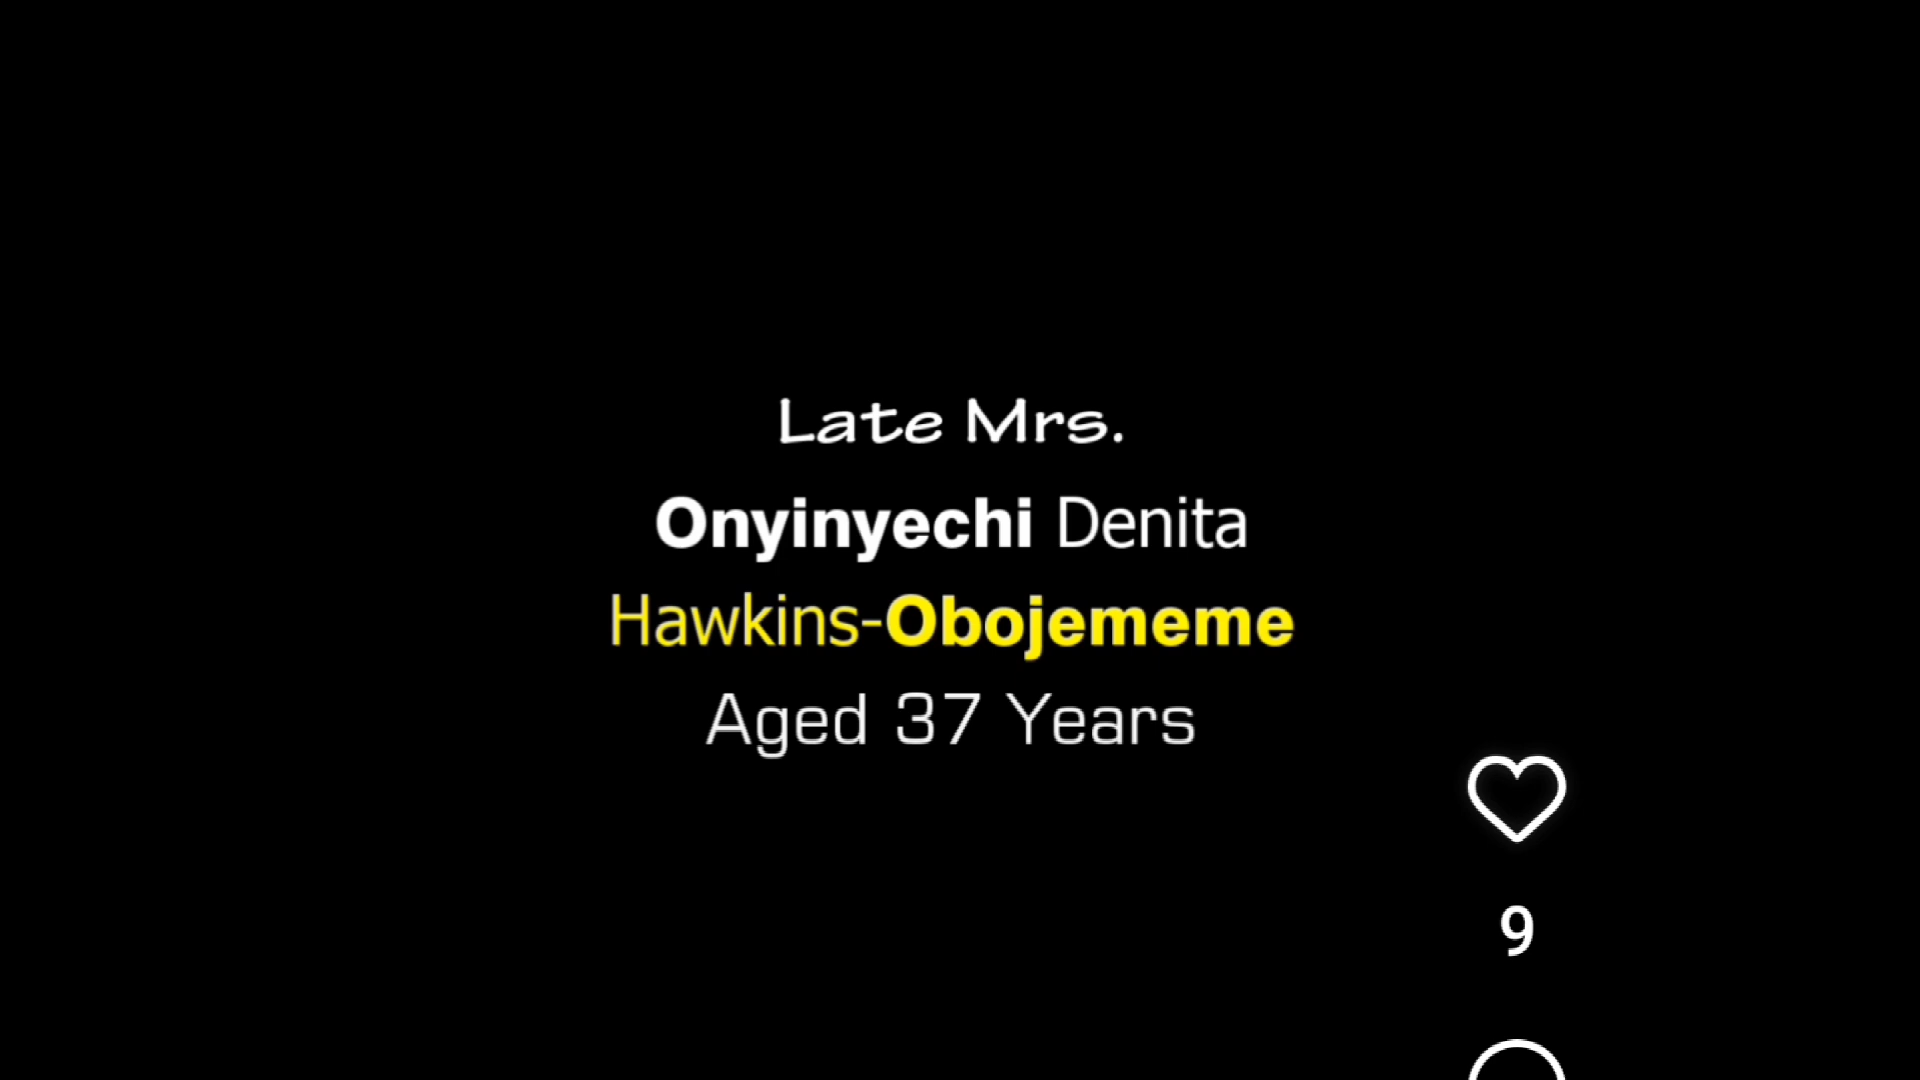 Late Mrs.
Onyinyechi Denita
Hawkins-Obojememe
Aged 37 Years
9